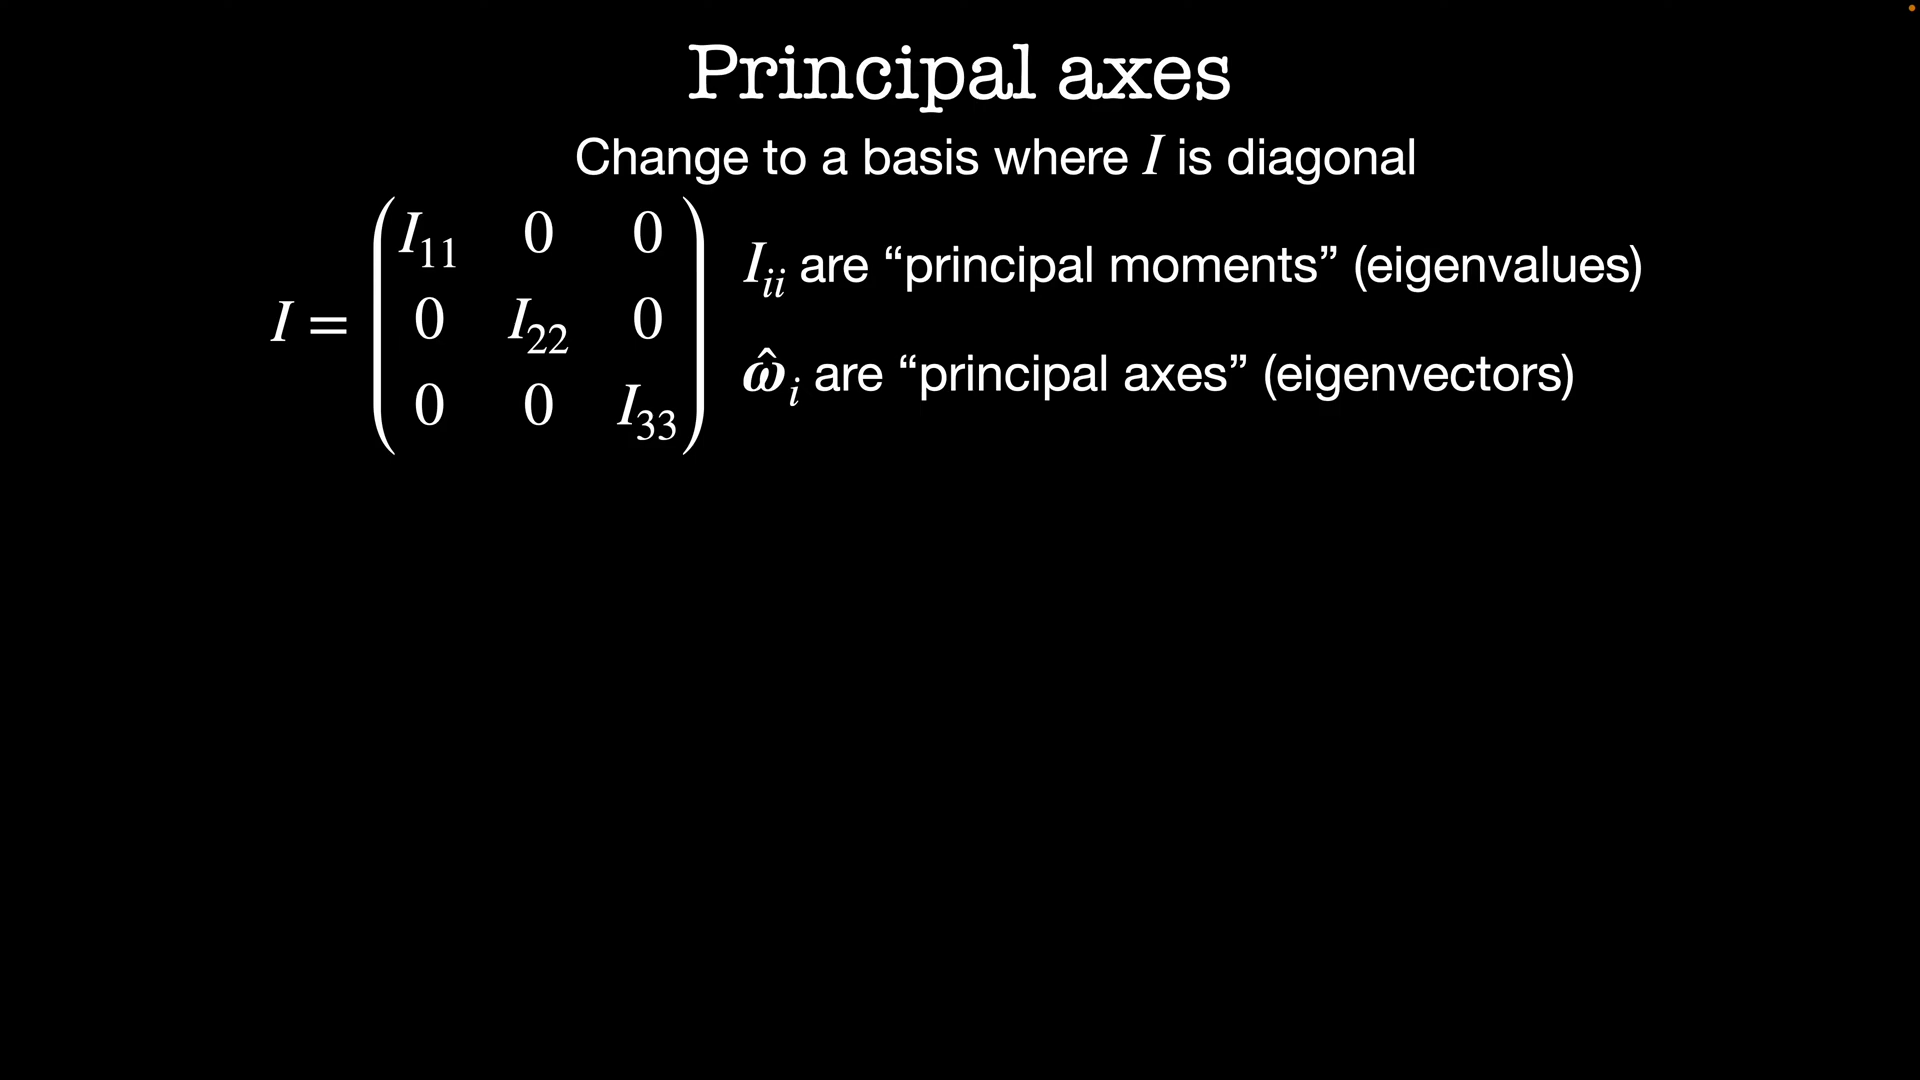 Principal axes
Change to a basis where I is diagonal
I = (I₁₁ 0 0
0 I₂₂ 0
0 0 I₃₃)
Iᵢᵢ are “principal moments” (eigenvalues)
ω̂ᵢ are “principal axes” (eigenvectors)